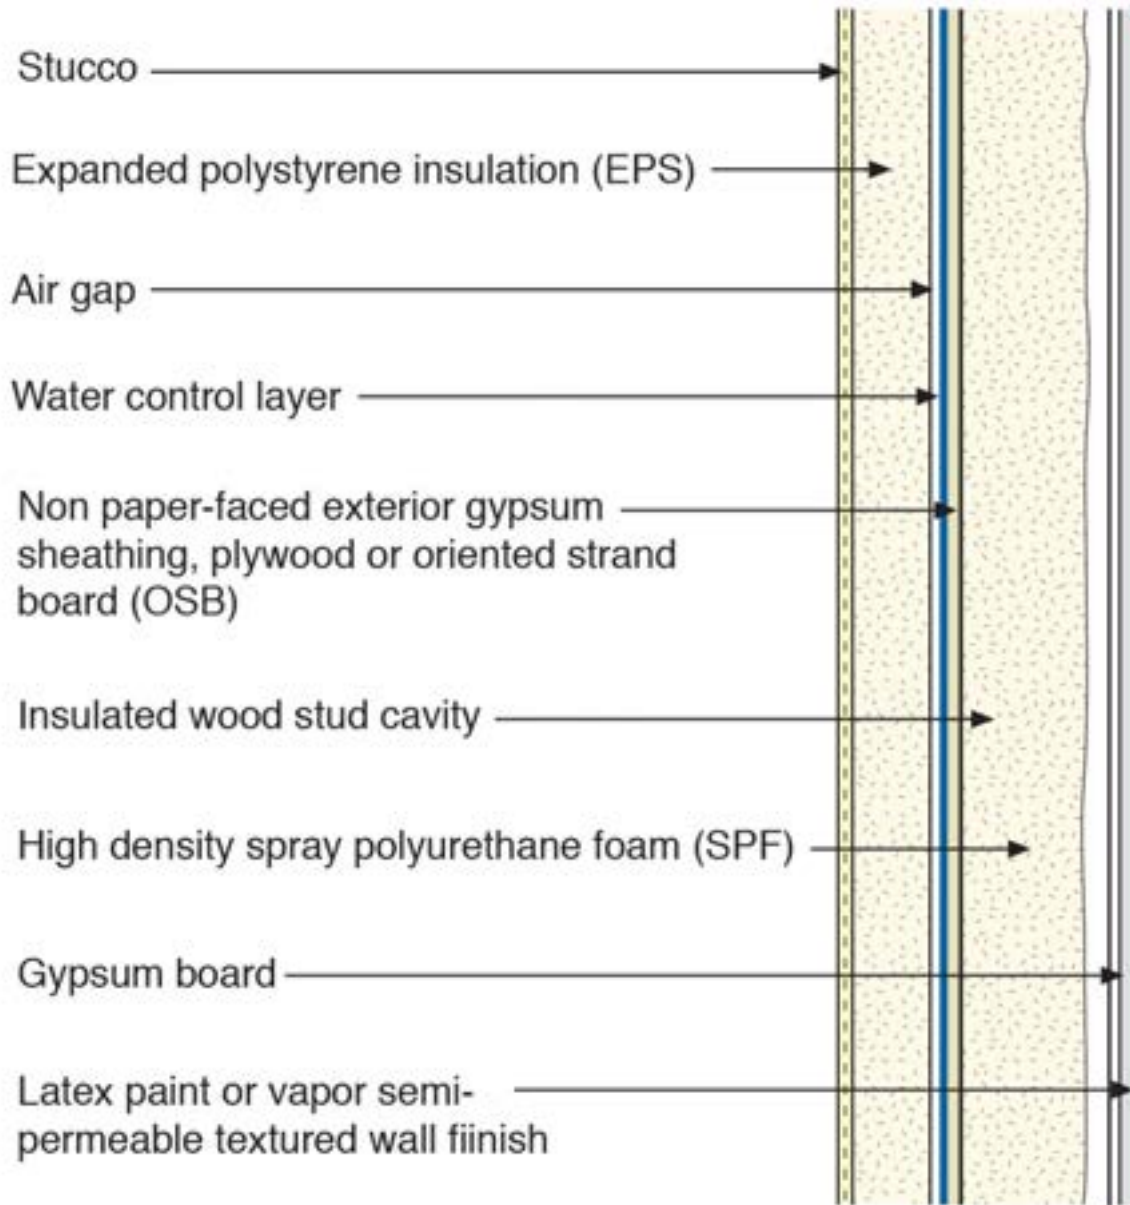 Stucco
Expanded polystyrene insulation (EPS)
Air gap
Water control layer
Non paper-faced exterior gypsum
sheathing, plywood or oriented strand
board (OSB)
Insulated wood stud cavity
High density spray polyurethane foam (SPF)
Gypsum board
Latex paint or vapor semi-
permeable textured wall fiinish